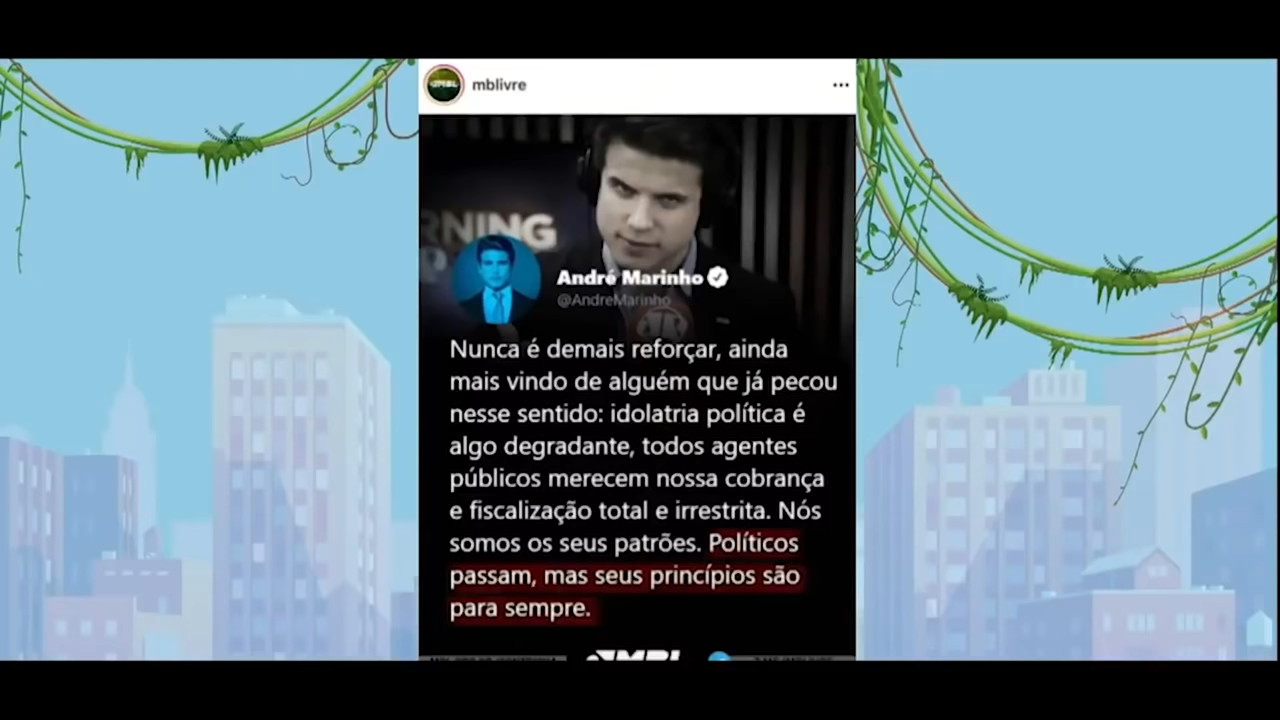 mblivre
RNING
André Marinho
@AndreMarinho
Nunca é demais reforçar, ainda
mais vindo de alguém que já pecou
nesse sentido: idolatria política é
algo degradante, todos agentes
públicos merecem nossa cobrança
e fiscalização total e irrestrita. Nós
somos os seus patrões. Políticos
passam, mas seus princípios são
para sempre.
MBL